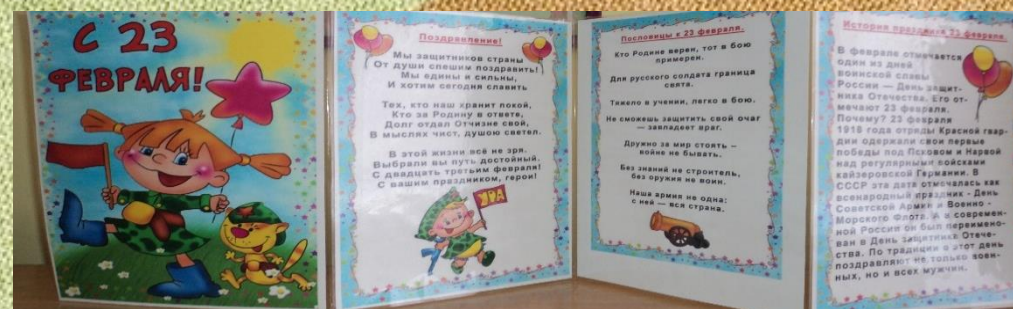 С 23
ФЕВРАЛЯ!
Поздравление!
Мы защитников страны
От души спешим поздравить!
Мы едины и сильны,
И хотим сегодня славить
Тех, кто наш хранит покой,
Кто за Родину в ответе,
Долг отдал Отчизне свой,
В мыслях чист, душою светел.
В этой жизни всё не зря.
Выбрали вы путь достойный.
С двадцать третьим февраля!
С вашим праздником, герои!
УРА
Пословицы к 23 февраля.
Кто Родине верен, тот в бою
примерен.
Для русского солдата граница
свята.
Тяжело в учении, легко в бою.
Не сможешь защитить свой очаг
— завладеет враг.
Дружно за мир стоять —
войне не бывать.
Без знаний не строитель,
без оружия не воин.
Наша армия не одна:
с ней — вся страна.
История праздника 23 февраля.
В феврале отмечается
один из дней
воинской славы
России — День защит-
ника Отечества. Его от-
мечают 23 февраля.
Почему? 23 февраля
1918 года отряды Красной гвар-
дии одержали свои первые
победы под Псковом и Нарвой
над регулярными войсками
кайзеровской Германии. В
СССР эта дата отмечалась как
всенародный праздник - День
Советской Армии и Военно -
Морского Флота. А в современ-
ной России он был переимено-
ван в День защитника Отече-
ства. По традиции в этот день
поздравляют не только воен-
ных, но и всех мужчин.